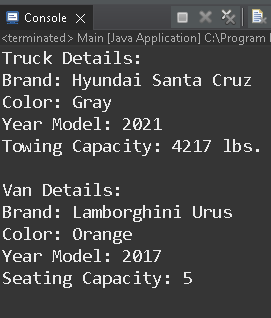 Console
<terminated> Main [Java Application] C:\Program
Truck Details:
Brand: Hyundai Santa Cruz
Color: Gray
Year Model: 2021
Towing Capacity: 4217 lbs.
Van Details:
Brand: Lamborghini Urus
Color: Orange
Year Model: 2017
Seating Capacity: 5